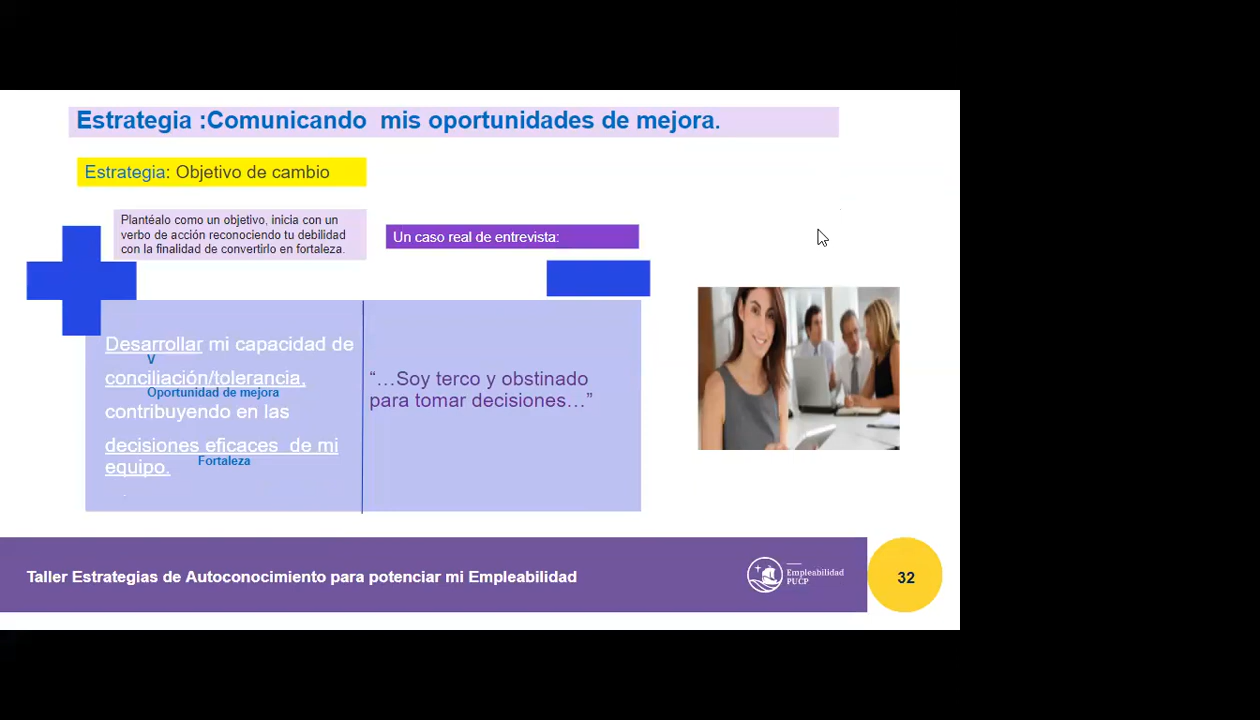 Estrategia :Comunicando mis oportunidades de mejora.
Estrategia: Objetivo de cambio
Plantéalo como un objetivo, inicia con un
verbo de acción reconociendo tu debilidad
con la finalidad de convertirlo en fortaleza.
Un caso real de entrevista:
Desarrollar mi capacidad de
V
conciliación/tolerancia,
Oportunidad de mejora
contribuyendo en las
decisiones eficaces de mi
equipo.
Fortaleza
“…Soy terco y obstinado
para tomar decisiones…”
Taller Estrategias de Autoconocimiento para potenciar mi Empleabilidad
Empleabilidad
PUCP
32